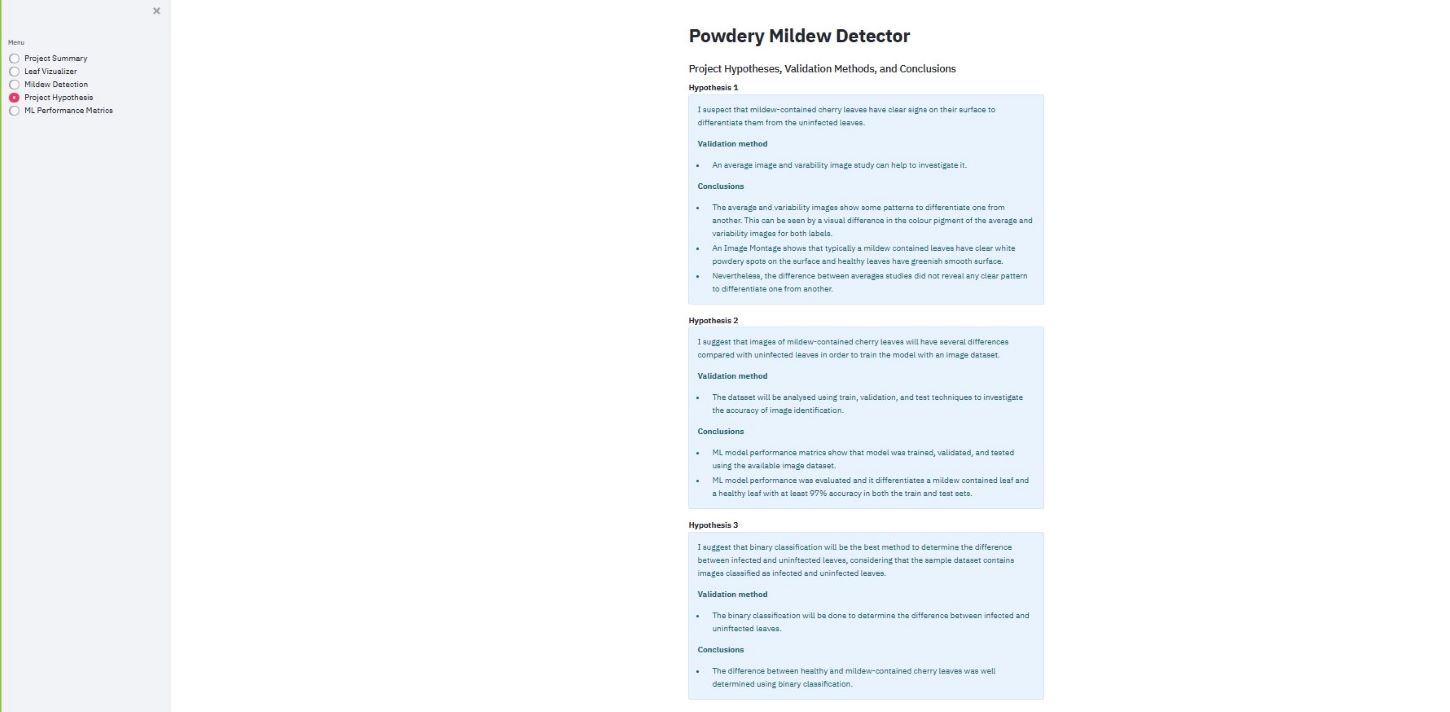 ×
Menu
Project Summary
Leaf Vizualizer
Mildew Detection
Project Hypothesis
ML Performance Metrics
Powdery Mildew Detector
Project Hypotheses, Validation Methods, and Conclusions
Hypothesis 1
I suspect that mildew-contained cherry leaves have clear signs on their surface to
differentiate them from the uninfected leaves.
Validation method
• An average image and varability image study can help to investigate it.
Conclusions
• The average and variability images show some patterns to differentiate one from
another. This can be seen by a visual difference in the colour pigment of the average and
variability images for both labels.
• An Image Montage shows that typically a mildew contained leaves have clear white
powdery spots on the surface and healthy leaves have greenish smooth surface.
• Nevertheless, the difference between averages studies did not reveal any clear pattern
to differentiate one from another.
Hypothesis 2
I suggest that images of mildew-contained cherry leaves will have several differences
compared with uninfected leaves in order to train the model with an image dataset.
Validation method
• The dataset will be analysed using train, validation, and test techniques to investigate
the accuracy of image identification.
Conclusions
• ML model performance matrics show that model was trained, validated, and tested
using the available image dataset.
• ML model performance was evaluated and it differentiates a mildew contained leaf and
a healthy leaf with at least 97% accuracy in both the train and test sets.
Hypothesis 3
I suggest that binary classification will be the best method to determine the difference
between infected and uninftected leaves, considering that the sample dataset contains
images classified as infected and uninfected leaves.
Validation method
• The binary classification will be done to determine the difference between infected and
uninftected leaves.
Conclusions
• The difference between healthy and mildew-contained cherry leaves was well
determined using binary classification.